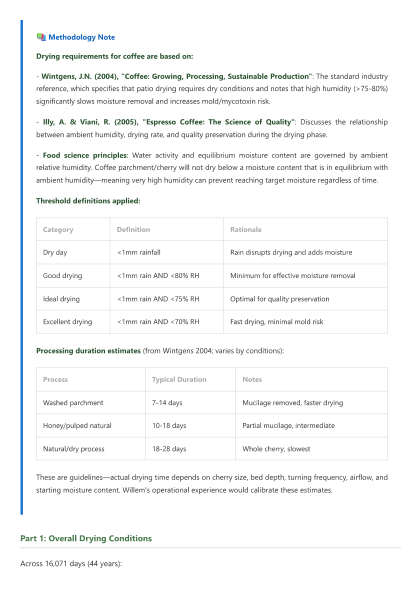 Methodology Note
Drying requirements for coffee are based on:
- Wintgens, J.N. (2004), "Coffee: Growing, Processing, Sustainable Production": The standard industry
reference, which specifies that patio drying requires dry conditions and notes that high humidity (>75-80%)
significantly slows moisture removal and increases mold/mycotoxin risk.
- Illy, A. & Viani, R. (2005), "Espresso Coffee: The Science of Quality": Discusses the relationship
between ambient humidity, drying rate, and quality preservation during the drying phase.
- Food science principles: Water activity and equilibrium moisture content are governed by ambient
relative humidity. Coffee parchment/cherry will not dry below a moisture content that is in equilibrium with
ambient humidity—meaning very high humidity can prevent reaching target moisture regardless of time.
Threshold definitions applied:
Category Definition Rationale
Dry day <1mm rainfall Rain disrupts drying and adds moisture
Good drying <1mm rain AND <80% RH Minimum for effective moisture removal
Ideal drying <1mm rain AND <75% RH Optimal for quality preservation
Excellent drying <1mm rain AND <70% RH Fast drying, minimal mold risk
Processing duration estimates (from Wintgens 2004; varies by conditions):
Process Typical Duration Notes
Washed parchment 7–14 days Mucilage removed, faster drying
Honey/pulped natural 10-18 days Partial mucilage, intermediate
Natural/dry process 18–28 days Whole cherry, slowest
These are guidelines—actual drying time depends on cherry size, bed depth, turning frequency, airflow, and
starting moisture content. Willem's operational experience would calibrate these estimates.
Part 1: Overall Drying Conditions
Across 16,071 days (44 years):